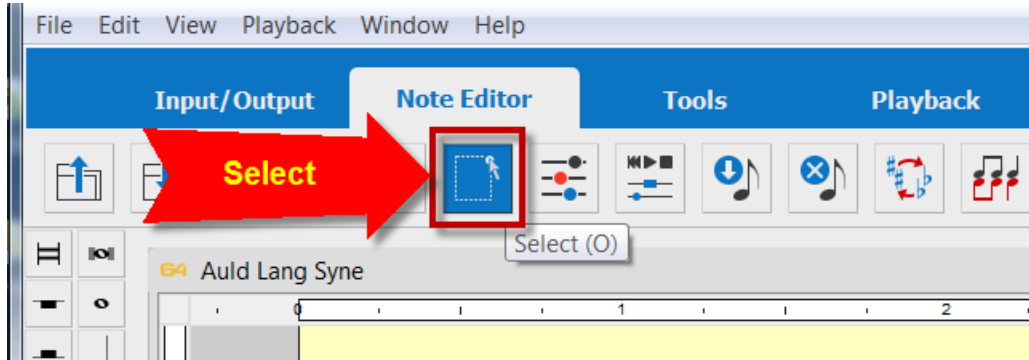 File Edit View Playback Window Help
Input/Output Note Editor Tools Playback
Select
Select (O)
64 Auld Lang Syne
0 1 2